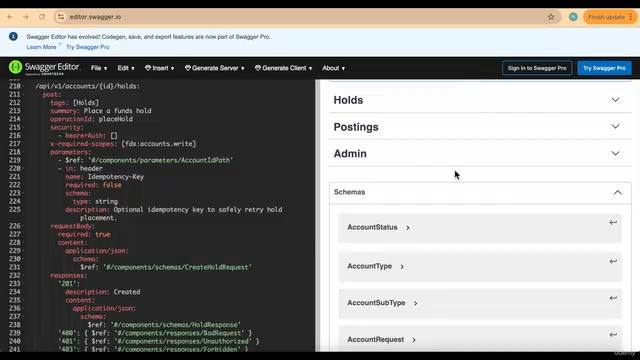 editor.swagger.io
Finish update
Swagger Editor has evolved! Codegen, save, and export features are now part of Swagger Pro.
Learn More Try Swagger Pro
Swagger Editor
File Edit Insert Generate Server Generate Client About
Sign in to Swagger Pro
Try Swagger Pro
210 /api/v1/accounts/{id}/holds:
211 post:
212 tags: [Holds]
213 summary: Place a funds hold
214 operationId: placeHold
215 security:
216 - bearerAuth: []
217 x-required-scopes: [fdx:accounts.write]
218 parameters:
219 - $ref: '#/components/parameters/AccountIdPath'
220 - in: header
221 name: Idempotency-Key
222 required: false
223 schema:
224 type: string
225 description: Optional idempotency key to safely retry hold
placement.
226 requestBody:
227 required: true
228 content:
229 application/json:
230 schema:
231 $ref: '#/components/schemas/CreateHoldRequest'
232 responses:
233 '201':
234 description: Created
235 content:
236 application/json:
237 schema:
238 $ref: '#/components/schemas/HoldResponse'
239 '400': { $ref: '#/components/responses/BadRequest' }
240 '401': { $ref: '#/components/responses/Unauthorized' }
241 '403': { $ref: '#/components/responses/Forbidden' }
Holds
Postings
Admin
Schemas
AccountStatus
AccountType
AccountSubType
AccountRequest
udemy